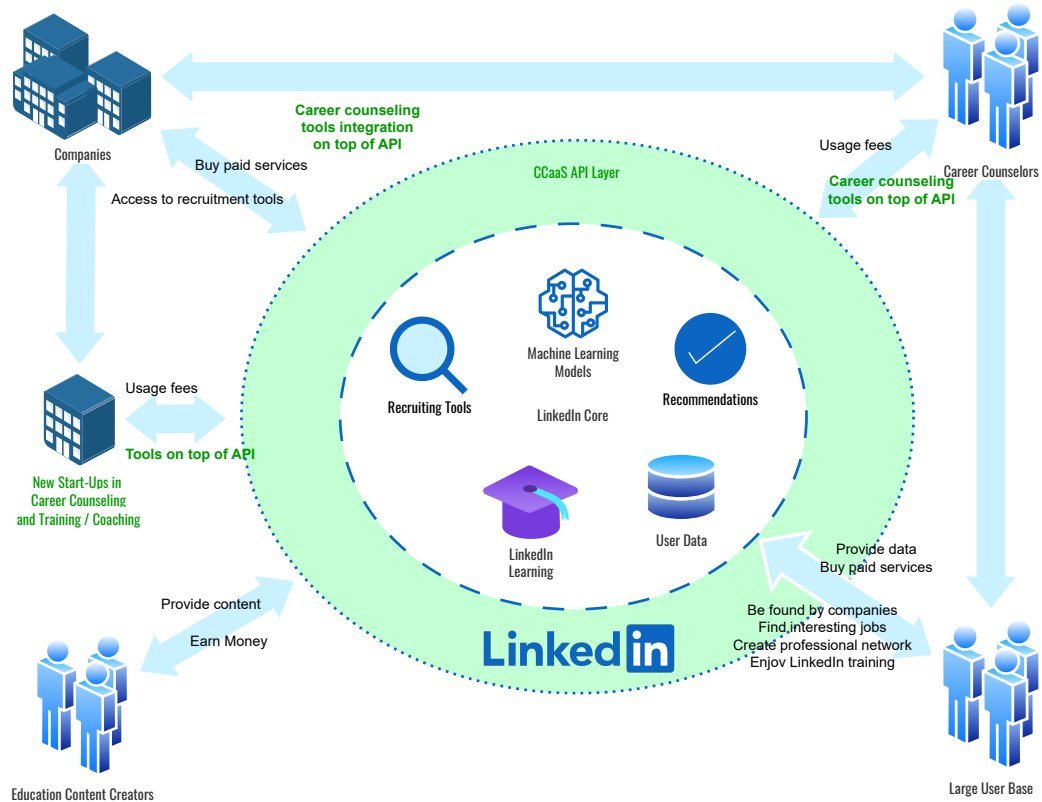 Companies
Career counseling
tools integration
on top of API
Buy paid services
Access to recruitment tools
CCaaS API Layer
Usage fees
Career Counselors
Career counseling
tools on top of API
Machine Learning
Models
Recruiting Tools
Recommendations
LinkedIn Core
Usage fees
Tools on top of API
New Start-Ups in
Career Counseling
and Training / Coaching
LinkedIn
Learning
User Data
Provide data
Buy paid services
Be found by companies
Find interesting jobs
Create professional network
Enjoy LinkedIn training
Provide content
Earn Money
Linked in
Education Content Creators
Large User Base